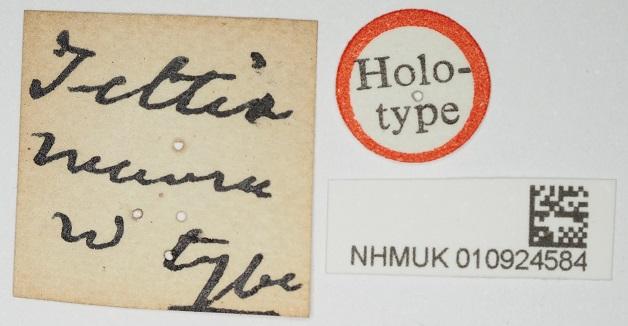 Tettix
W type
Holo-
type
NHMUK 010924584